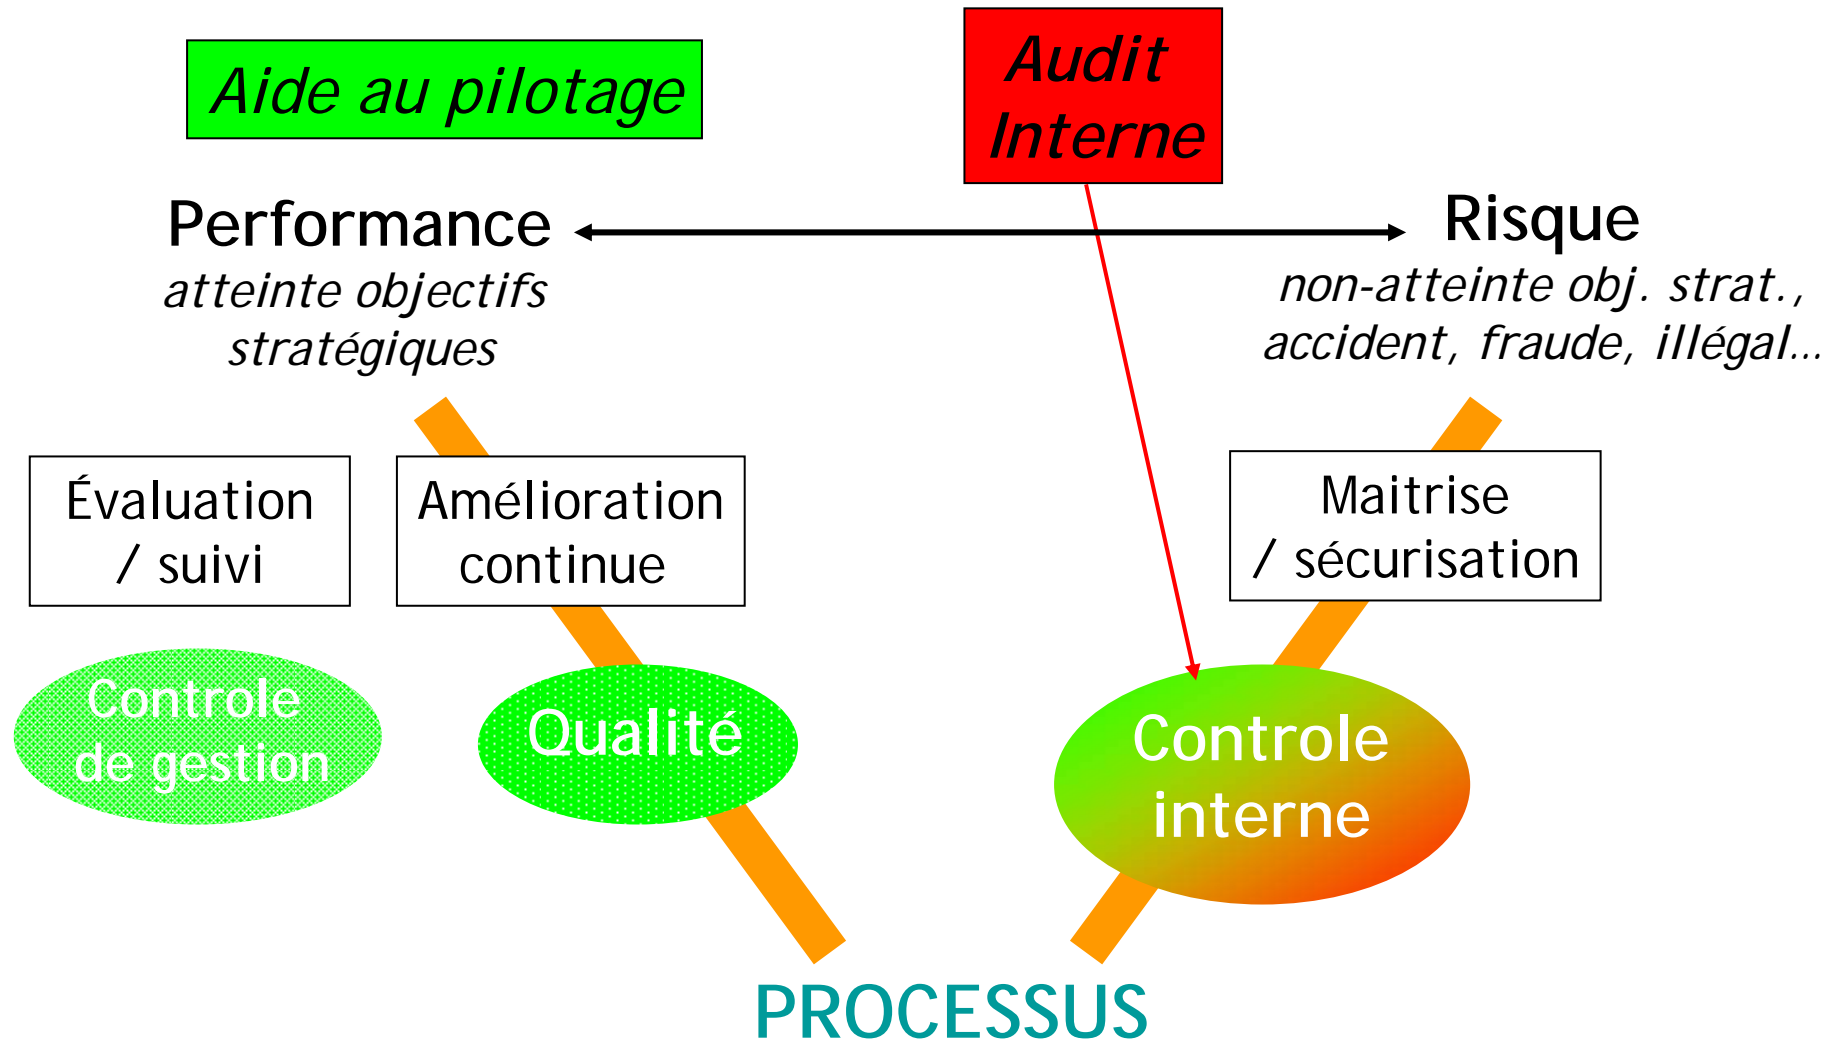 Aide au pilotage
Audit
Interne
Performance
atteinte objectifs
stratégiques
Risque
non-atteinte obj. strat.,
accident, fraude, illégal...
Évaluation
/ suivi
Amélioration
continue
Maitrise
/ sécurisation
Controle
de gestion
Qualité
Controle
interne
PROCESSUS